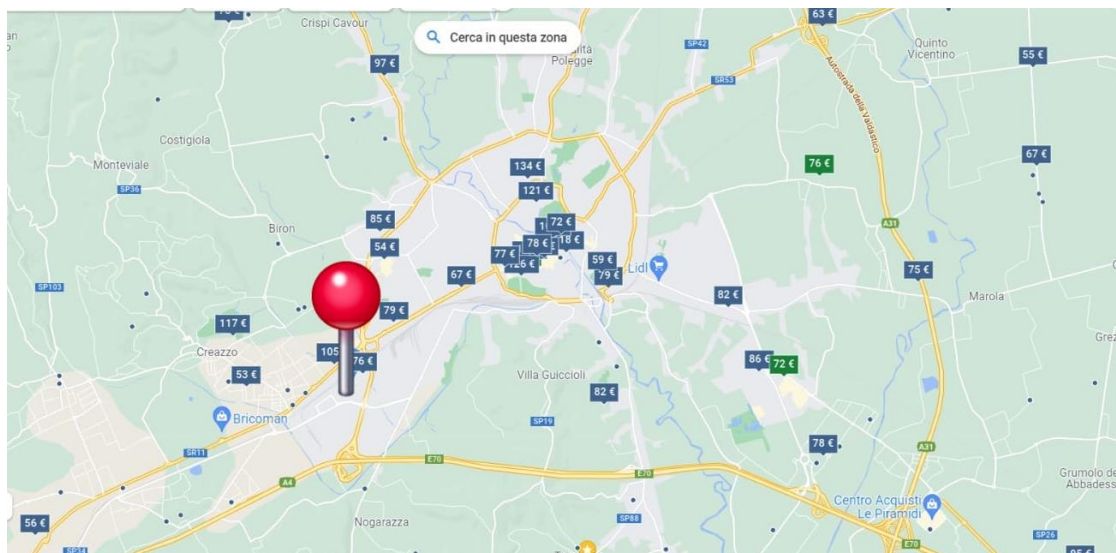 Crispi Cavour
63 €
Cerca in questa zona
SP42
Quinto
Vicentino
Polegge
55 €
97 €
SR53
Autostrada della Valdastico
Costigiola
Monteviale
134 €
76 €
67 €
SP36
121 €
85 €
72 €
A31
Biron
54 €
78 €
18 €
77 €
59 €
Lidl
67 €
79 €
75 €
SP103
82 €
Marola
79 €
117 €
Creazzo
105
76 €
86 €
72 €
53 €
Villa Guiccioli
82 €
Bricoman
SP19
SR11
78 €
A31
E70
E70
A4
Grumolo de
Abbadess
Centro Acquisti
Le Piramidi
56 €
Nogarazza
SP88
SP26
E70
SP34